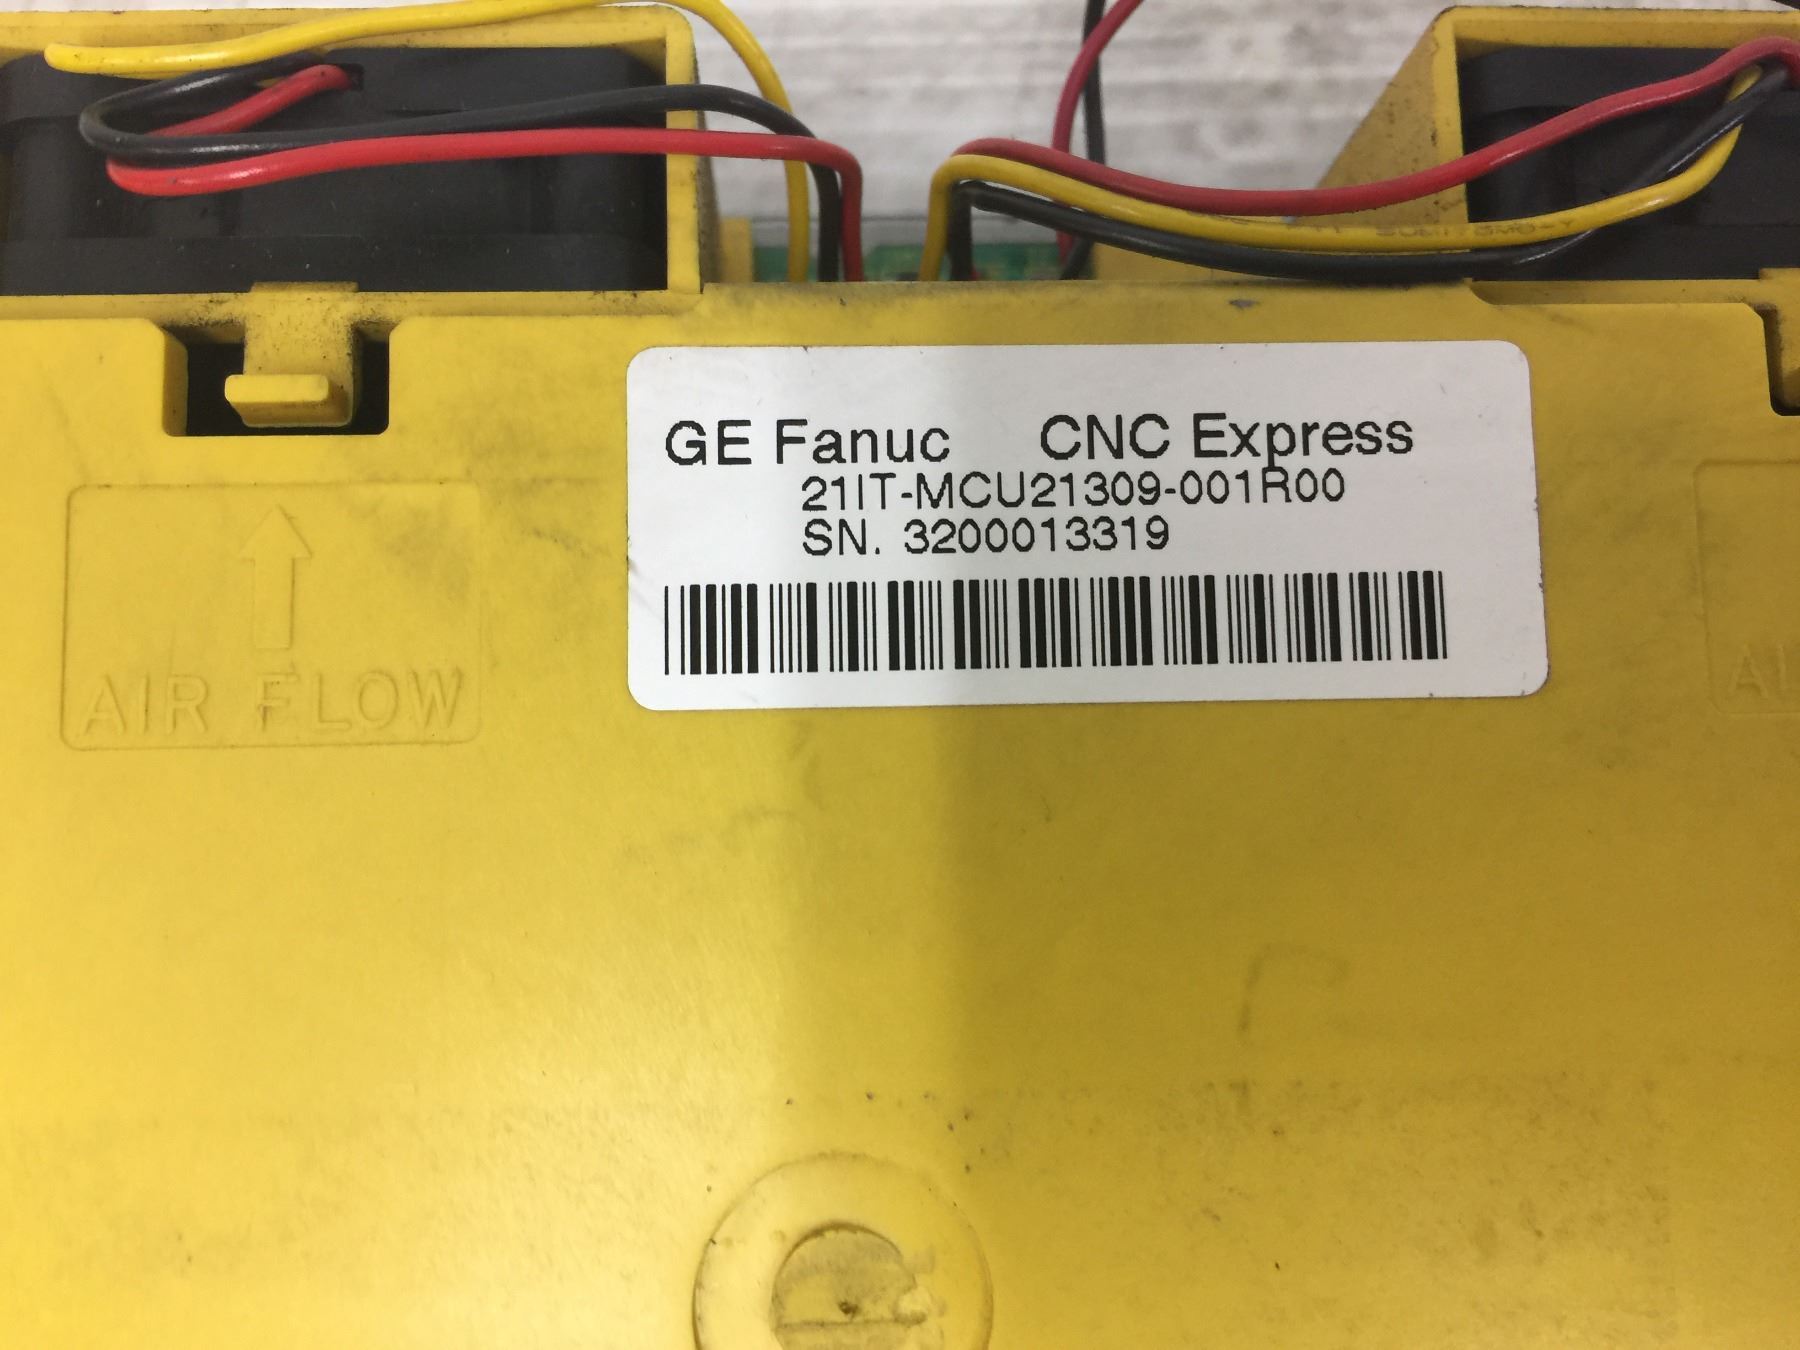 GE Fanuc CNC Express
21IT-MCU21309-001R00
SN. 3200013319
AIR FLOW